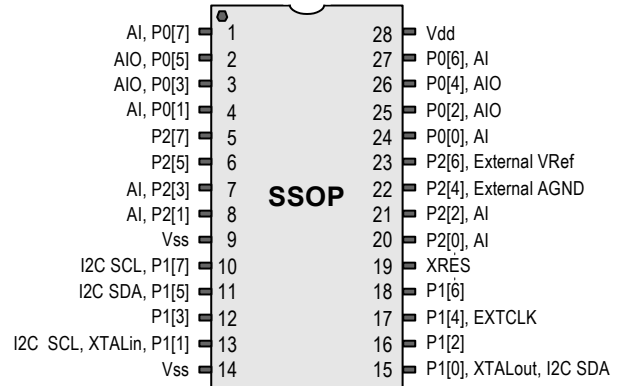 AI, P0[7] 1 28 Vdd
AIO, P0[5] 2 27 P0[6], AI
AIO, P0[3] 3 26 P0[4], AIO
AI, P0[1] 4 25 P0[2], AIO
P2[7] 5 24 P0[0], AI
P2[5] 6 23 P2[6], External VRef
AI, P2[3] 7 SSOP 22 P2[4], External AGND
AI, P2[1] 8 21 P2[2], AI
Vss 9 20 P2[0], AI
I2C SCL, P1[7] 10 19 XRES
I2C SDA, P1[5] 11 18 P1[6]
P1[3] 12 17 P1[4], EXTCLK
I2C SCL, XTALin, P1[1] 13 16 P1[2]
Vss 14 15 P1[0], XTALout, I2C SDA